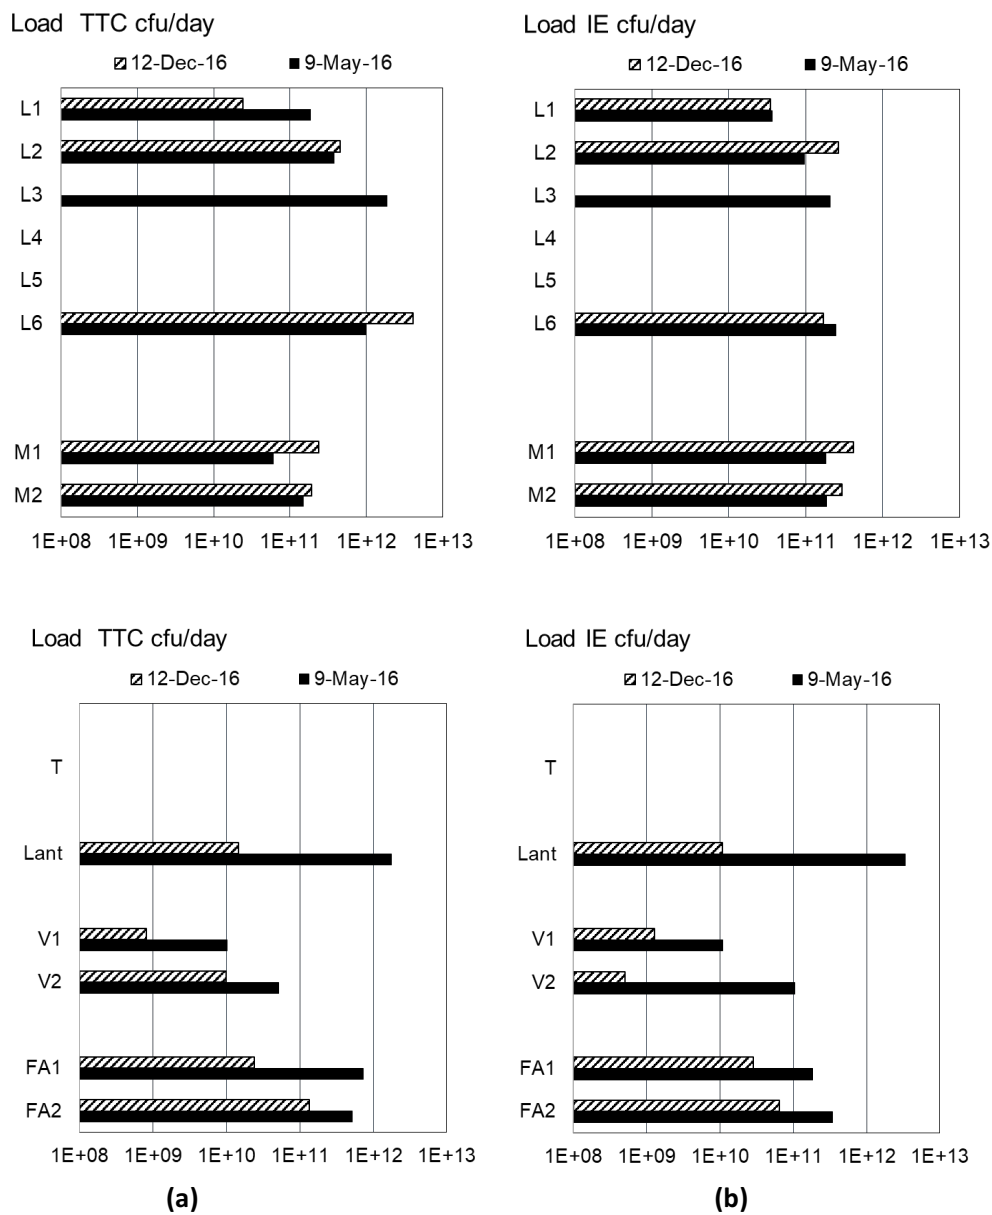 Load TTC cfu/day
12-Dec-16 9-May-16
L1
L2
L3
L4
L5
L6
M1
M2
1E+08 1E+09 1E+10 1E+11 1E+12 1E+13
Load IE cfu/day
12-Dec-16 9-May-16
L1
L2
L3
L4
L5
L6
M1
M2
1E+08 1E+09 1E+10 1E+11 1E+12 1E+13
Load TTC cfu/day
12-Dec-16 9-May-16
T
Lant
V1
V2
FA1
FA2
1E+08 1E+09 1E+10 1E+11 1E+12 1E+13
(a)
Load IE cfu/day
12-Dec-16 9-May-16
T
Lant
V1
V2
FA1
FA2
1E+08 1E+09 1E+10 1E+11 1E+12 1E+13
(b)